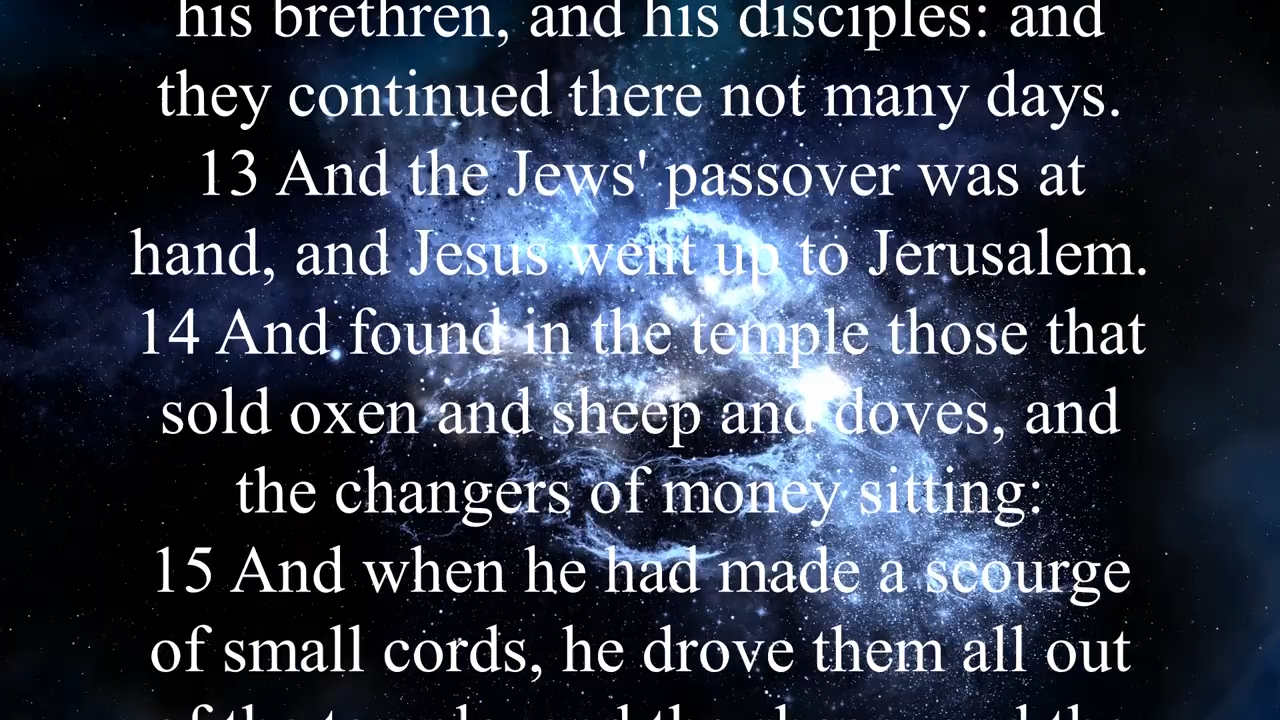 his brethren, and his disciples: and
they continued there not many days.
13 And the Jews' passover was at
hand, and Jesus went up to Jerusalem.
14 And found in the temple those that
sold oxen and sheep and doves, and
the changers of money sitting:
15 And when he had made a scourge
of small cords, he drove them all out